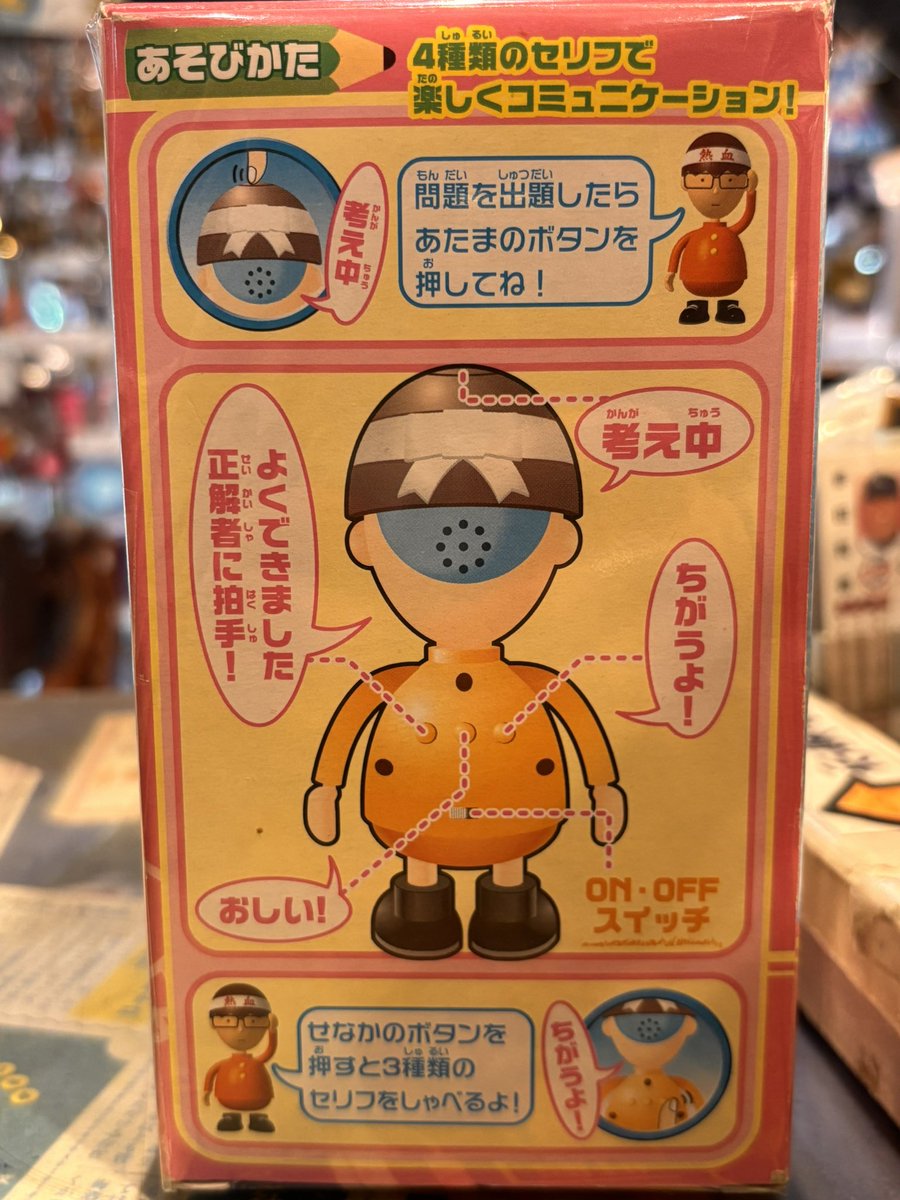 あそびかた
4種類のセリフで
楽しくコミュニケーション!
考え中
問題を出題したら
あたまのボタンを
押してね!
熱血
考え中
よくできました
正解者に拍手!
ちがうよ!
おしい!
ON・OFF
スイッチ
熱血
せなかのボタンを
押すと3種類の
セリフをしゃべるよ!
ちがうよー